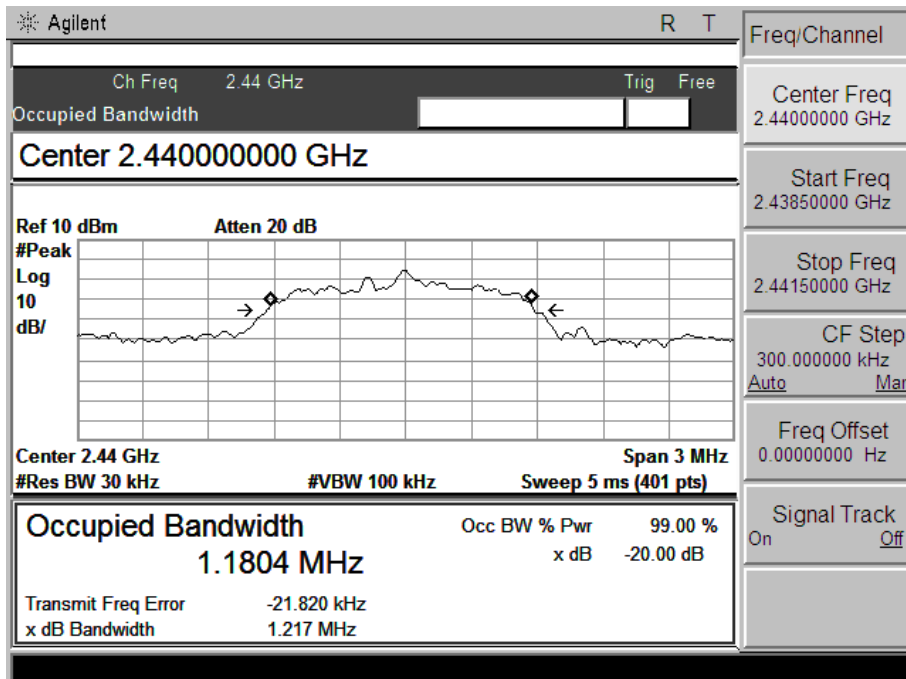 Agilent R T
Ch Freq 2.44 GHz Trig Free
Occupied Bandwidth
Center 2.440000000 GHz
Ref 10 dBm Atten 20 dB
#Peak
Log
10
dB/
Center 2.44 GHz Span 3 MHz
#Res BW 30 kHz #VBW 100 kHz Sweep 5 ms (401 pts)
Occupied Bandwidth Occ BW % Pwr 99.00 %
1.1804 MHz x dB -20.00 dB
Transmit Freq Error -21.820 kHz
x dB Bandwidth 1.217 MHz
Freq/Channel
Center Freq
2.44000000 GHz
Start Freq
2.43850000 GHz
Stop Freq
2.44150000 GHz
CF Step
300.000000 kHz
Auto Man
Freq Offset
0.00000000 Hz
Signal Track
On Off